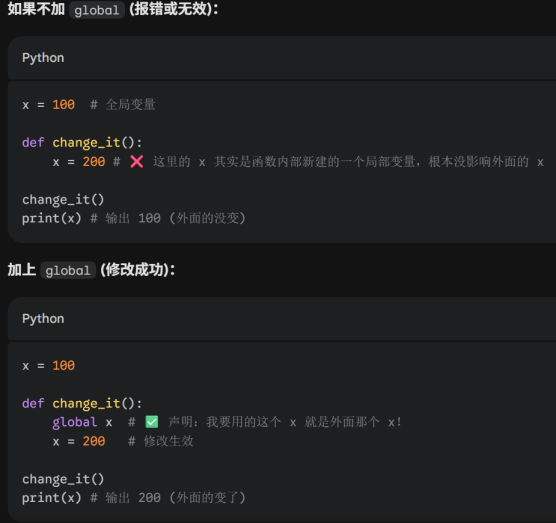 如果不加 global (报错或无效)：
Python
x = 100  # 全局变量
def change_it():
    x = 200 # ❌ 这里的 x 其实是函数内部新建的一个局部变量，根本没影响外面的 x
change_it()
print(x) # 输出 100 (外面的没变)
加上 global (修改成功)：
Python
x = 100
def change_it():
    global x  # ✅ 声明：我要用的这个 x 就是外面那个 x！
    x = 200   # 修改生效
change_it()
print(x) # 输出 200 (外面的变了)